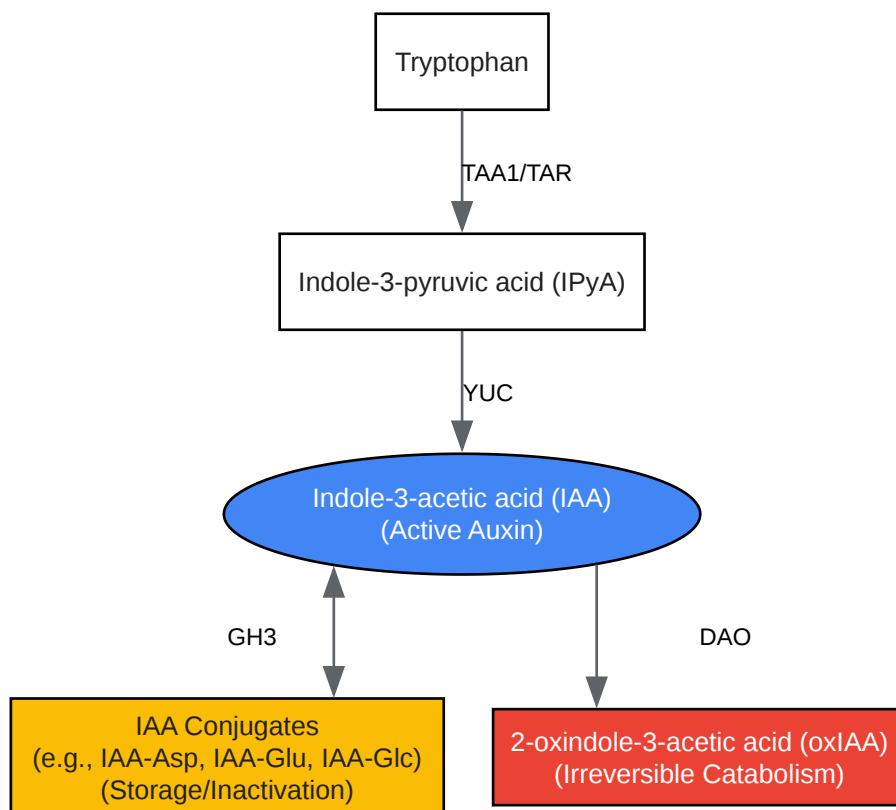 Tryptophan
TAA1/TAR
Indole-3-pyruvic acid (IPyA)
YUC
Indole-3-acetic acid (IAA)
(Active Auxin)
GH3
DAO
IAA Conjugates
(e.g., IAA-Asp, IAA-Glu, IAA-Glc)
(Storage/Inactivation)
2-oxindole-3-acetic acid (oxIAA)
(Irreversible Catabolism)